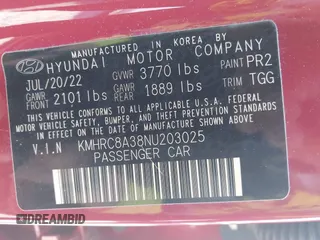 MANUFACTURED IN KOREA BY
HYUNDAI MOTOR COMPANY
JUL/20/22 GVWR 3770 lbs PAINT PR2
GAWR FRONT 2101 lbs GAWR REAR 1889 lbs TRIM TGG
THIS VEHICLE CONFORMS TO ALL APPLICABLE
FEDERAL MOTOR VEHICLE SAFETY, BUMPER, AND
THEFT PREVENTION STANDARDS IN EFFECT ON THE
DATE OF MANUFACTURE SHOWN ABOVE.
V.I.N KMHRC8A38NU203025
PASSENGER CAR
DREAMBID